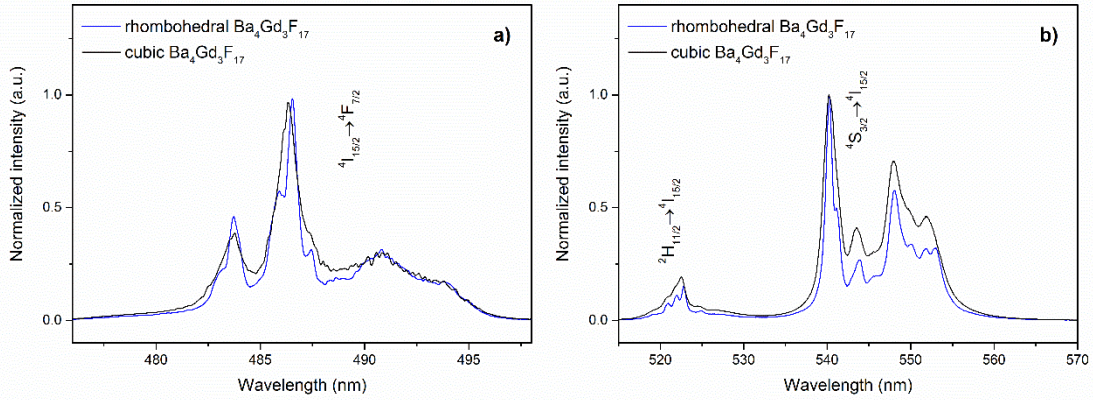 rhombohedral Ba₄Gd₃F₁₇
cubic Ba₄Gd₃F₁₇
a)
⁴I₁₅/₂→⁴F₇/₂
Normalized intensity (a.u.)
1.0
0.5
0.0
480
485
490
495
Wavelength (nm)
rhombohedral Ba₄Gd₃F₁₇
cubic Ba₄Gd₃F₁₇
b)
⁴S₃/₂→⁴I₁₅/₂
²H₁₁/₂→⁴I₁₅/₂
Normalized intensity (a.u.)
1.0
0.5
0.0
520
530
540
550
560
570
Wavelength (nm)